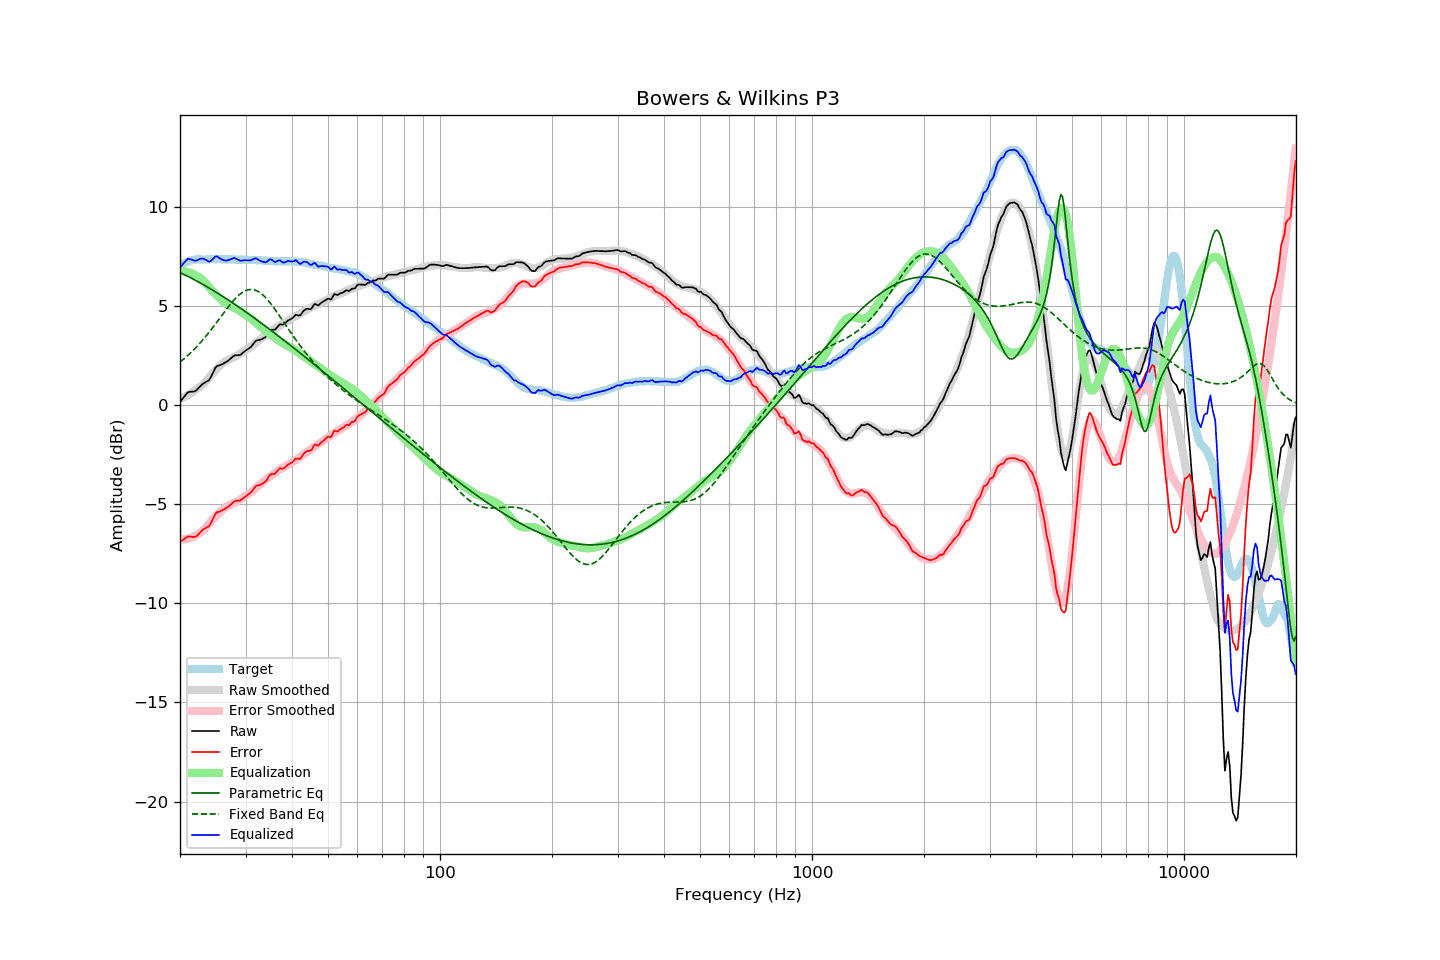 Bowers & Wilkins P3
10
5
0
−5
−10
−15
−20
Amplitude (dBr)
Target
Raw Smoothed
Error Smoothed
Raw
Error
Equalization
Parametric Eq
Fixed Band Eq
Equalized
100
1000
10000
Frequency (Hz)